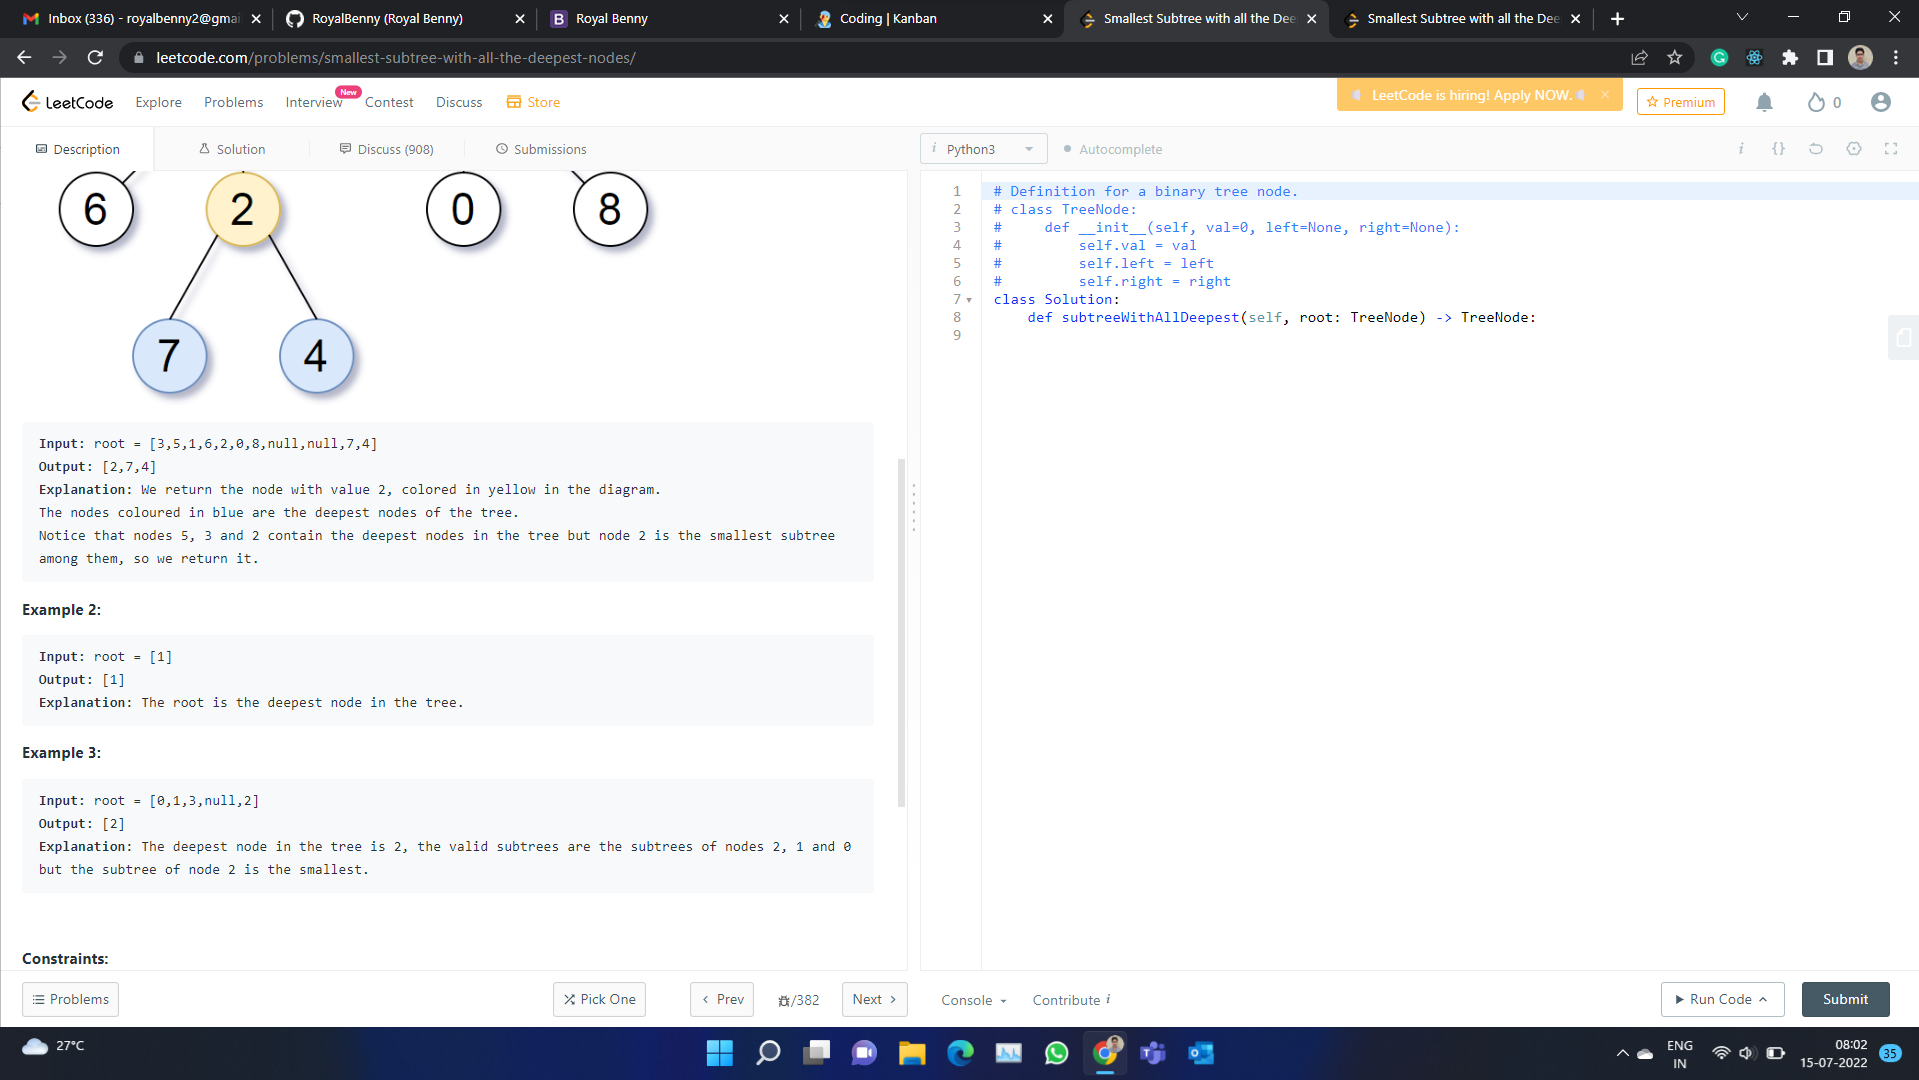 Inbox (336) - royalbenny2@gmai
RoyalBenny (Royal Benny)
Royal Benny
Coding | Kanban
Smallest Subtree with all the Dee
Smallest Subtree with all the Dee
leetcode.com/problems/smallest-subtree-with-all-the-deepest-nodes/
LeetCode
Explore
Problems
Interview
New
Contest
Discuss
Store
LeetCode is hiring! Apply NOW.
Premium
0
Description
Solution
Discuss (908)
Submissions
i Python3
Autocomplete
i {}
6 2 0 8
7 4
Input: root = [3,5,1,6,2,0,8,null,null,7,4]
Output: [2,7,4]
Explanation: We return the node with value 2, colored in yellow in the diagram.
The nodes coloured in blue are the deepest nodes of the tree.
Notice that nodes 5, 3 and 2 contain the deepest nodes in the tree but node 2 is the smallest subtree
among them, so we return it.
Example 2:
Input: root = [1]
Output: [1]
Explanation: The root is the deepest node in the tree.
Example 3:
Input: root = [0,1,3,null,2]
Output: [2]
Explanation: The deepest node in the tree is 2, the valid subtrees are the subtrees of nodes 2, 1 and 0
but the subtree of node 2 is the smallest.
Constraints:
1 # Definition for a binary tree node.
2 # class TreeNode:
3 #     def __init__(self, val=0, left=None, right=None):
4 #         self.val = val
5 #         self.left = left
6 #         self.right = right
7 class Solution:
8     def subtreeWithAllDeepest(self, root: TreeNode) -> TreeNode:
9
Problems
Pick One
Prev
/382
Next
Console
Contribute i
Run Code
Submit
27°C
ENG
IN
08:02
15-07-2022
35